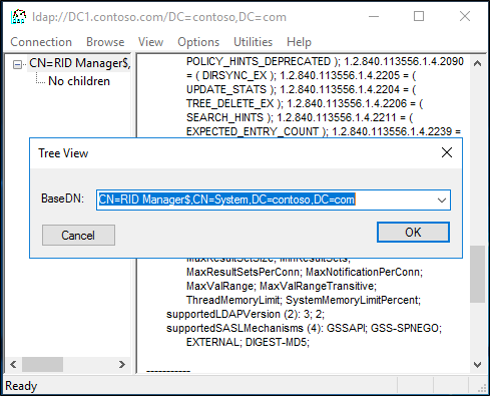 ldap://DC1.contoso.com/DC=contoso,DC=com
Connection Browse View Options Utilities Help
CN=RID Manager$,
No children
POLICY_HINTS_DEPRECATED ); 1.2.840.113556.1.4.2090
= ( DIRSYNC_EX ); 1.2.840.113556.1.4.2205 = (
UPDATE_STATS ); 1.2.840.113556.1.4.2204 = (
TREE_DELETE_EX ); 1.2.840.113556.1.4.2206 = (
SEARCH_HINTS ); 1.2.840.113556.1.4.2211 = (
EXPECTED_ENTRY_COUNT ); 1.2.840.113556.1.4.2239 =
Tree View
BaseDN:
CN=RID Manager$,CN=System,DC=contoso,DC=com
Cancel
OK
MaxResultSetSize; MinResultSets;
MaxResultSetsPerConn; MaxNotificationPerConn;
MaxValRange; MaxValRangeTransitive;
ThreadMemoryLimit; SystemMemoryLimitPercent;
supportedLDAPVersion (2): 3; 2;
supportedSASLMechanisms (4): GSSAPI; GSS-SPNEGO;
EXTERNAL; DIGEST-MD5;
-----------
Ready